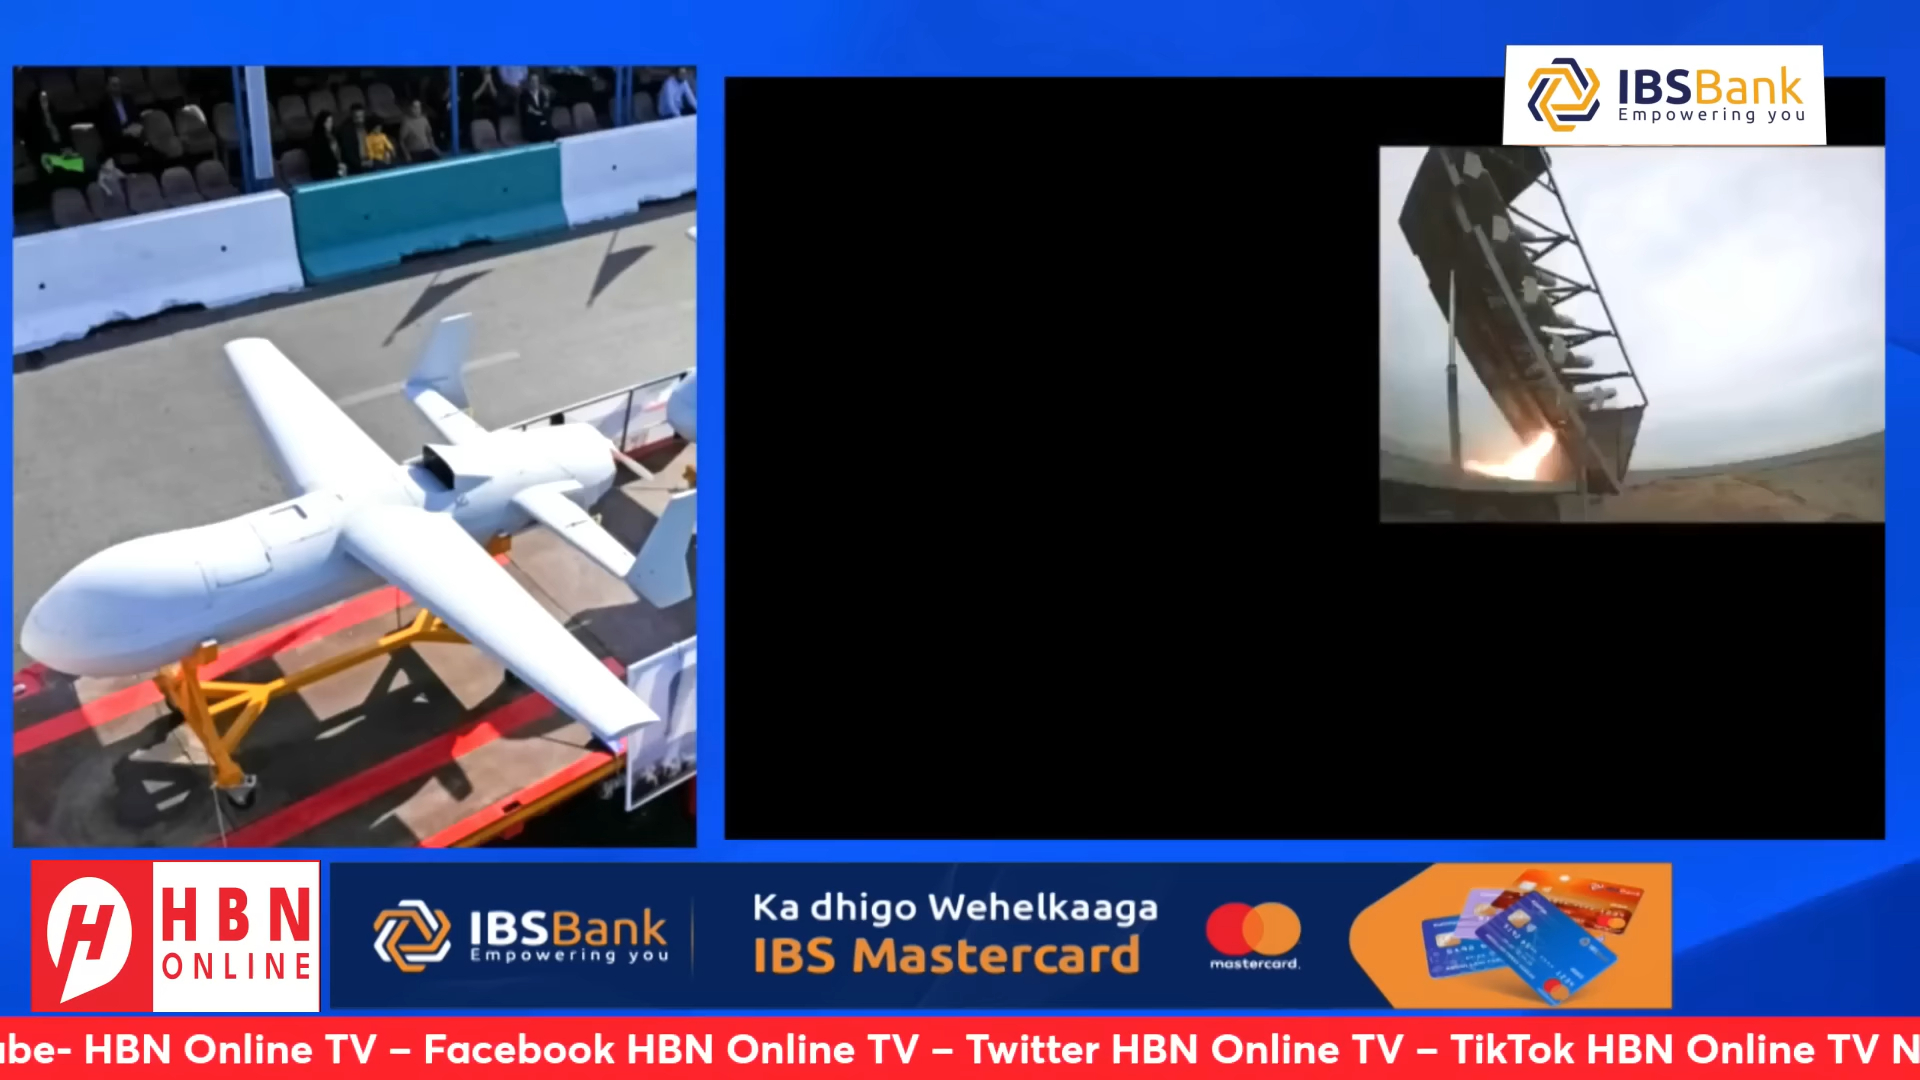 IBSBank
Empowering you
HBN
ONLINE
IBSBank
Empowering you
Ka dhigo Wehelkaaga
IBS Mastercard
mastercard.
HBN Online TV – Facebook HBN Online TV – Twitter HBN Online TV – TikTok HBN Online TV